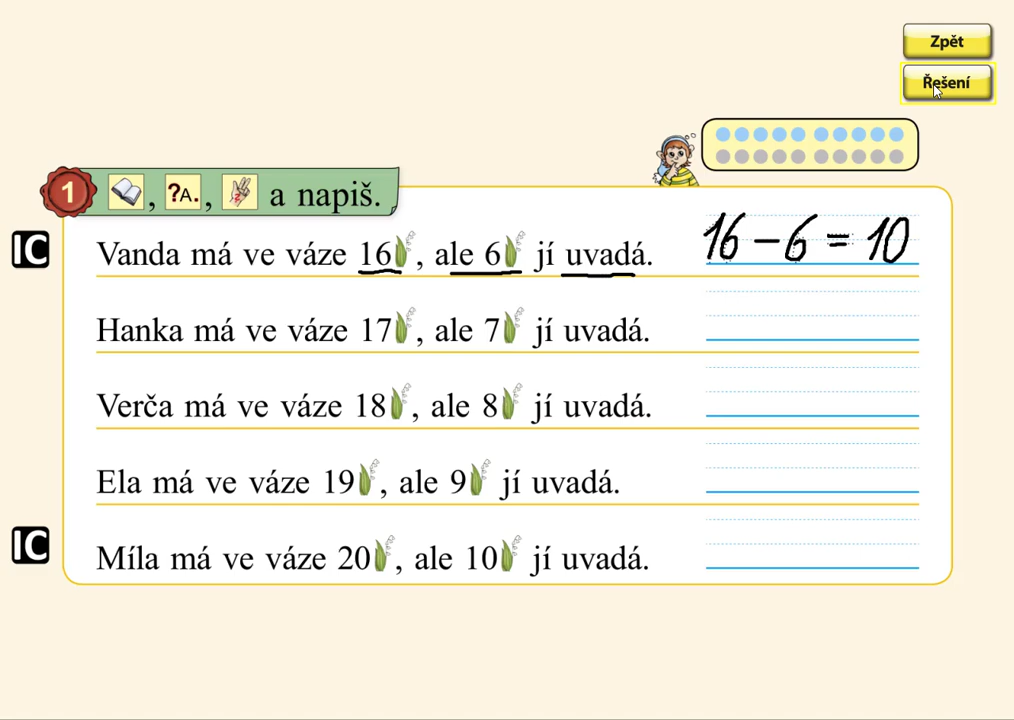 Zpět
Řešení
1 , ?A. , a napiš.
IC Vanda má ve váze 16 , ale 6 jí uvadá. 16 – 6 = 10
Hanka má ve váze 17 , ale 7 jí uvadá.
Verča má ve váze 18 , ale 8 jí uvadá.
Ela má ve váze 19 , ale 9 jí uvadá.
IC Míla má ve váze 20 , ale 10 jí uvadá.